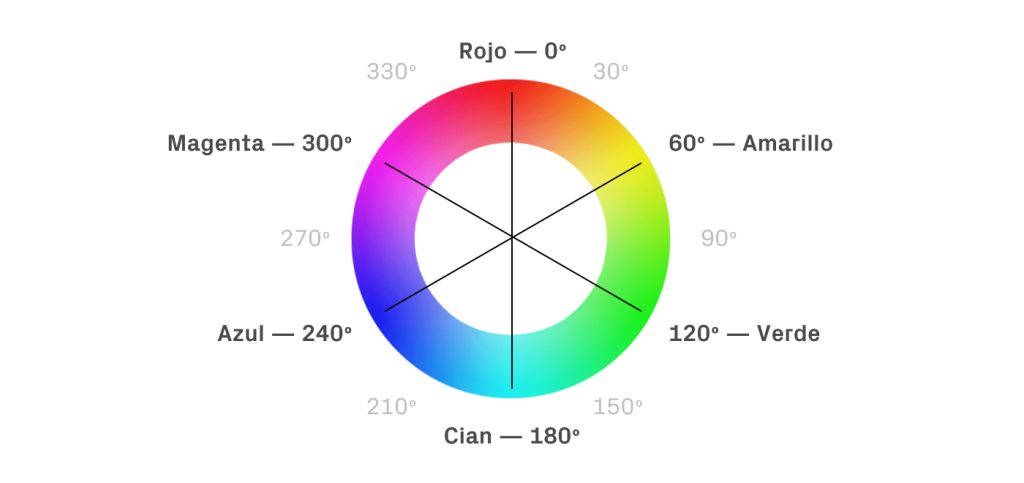 Rojo — 0º
330º
30º
Magenta — 300º
60º — Amarillo
270º
90º
Azul — 240º
120º — Verde
210º
150º
Cian — 180º